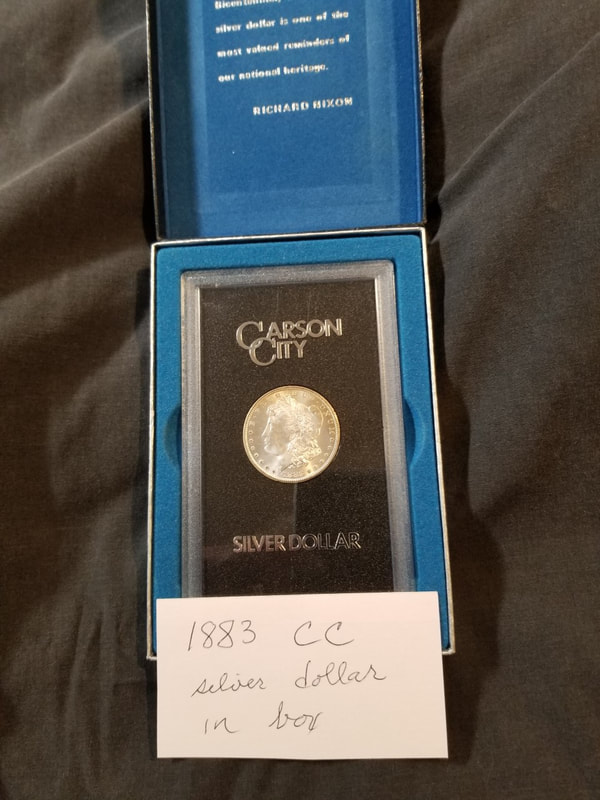 Bicentennial,
silver dollar is one of the
most valued reminders of
our national heritage.
RICHARD NIXON
CARSON
CITY
SILVER DOLLAR
1883 CC
silver dollar
in box